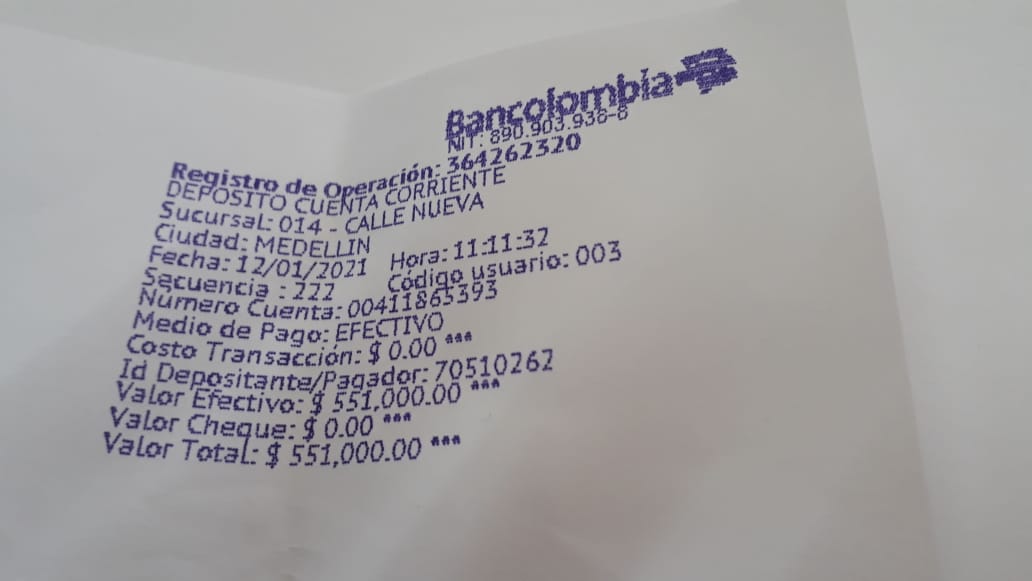 Bancolombia
NIT: 890.903.938-8
Registro de Operación: 364262320
DEPOSITO CUENTA CORRIENTE
Sucursal: 014 - CALLE NUEVA
Ciudad: MEDELLIN
Fecha: 12/01/2021 Hora: 11:11:32
Secuencia : 222 Código usuario: 003
Número Cuenta: 00411865393
Medio de Pago: EFECTIVO
Costo Transacción: $ 0.00 ***
Id Depositante/Pagador: 70510262
Valor Efectivo: $ 551,000.00 ***
Valor Cheque: $ 0.00 ***
Valor Total: $ 551,000.00 ***